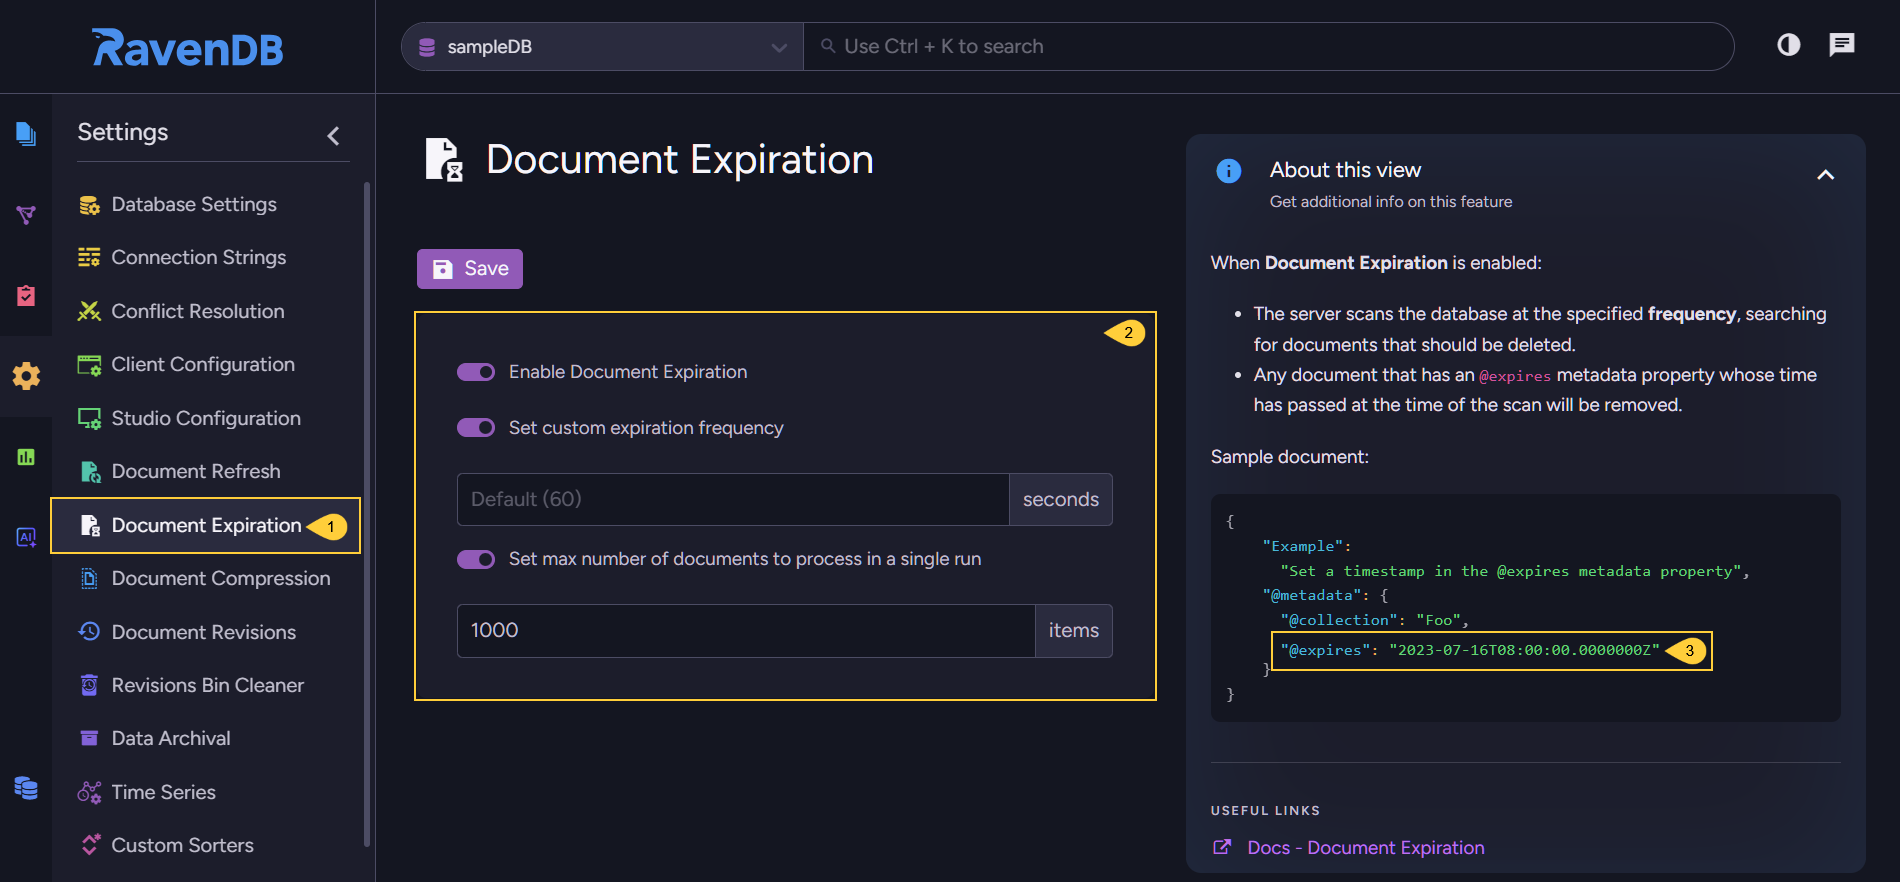 RavenDB
sampleDB
Use Ctrl + K to search
Settings
Database Settings
Connection Strings
Conflict Resolution
Client Configuration
Studio Configuration
Document Refresh
Document Expiration
1
Document Compression
Document Revisions
Revisions Bin Cleaner
Data Archival
Time Series
Custom Sorters
AI
Document Expiration
Save
2
Enable Document Expiration
Set custom expiration frequency
Default (60)
seconds
Set max number of documents to process in a single run
1000
items
About this view
Get additional info on this feature
When Document Expiration is enabled:
• The server scans the database at the specified frequency, searching
for documents that should be deleted.
• Any document that has an @expires metadata property whose time
has passed at the time of the scan will be removed.
Sample document:
{
"Example":
"Set a timestamp in the @expires metadata property",
"@metadata": {
"@collection": "Foo",
"@expires": "2023-07-16T08:00:00.0000000Z"
3
}
}
USEFUL LINKS
Docs - Document Expiration